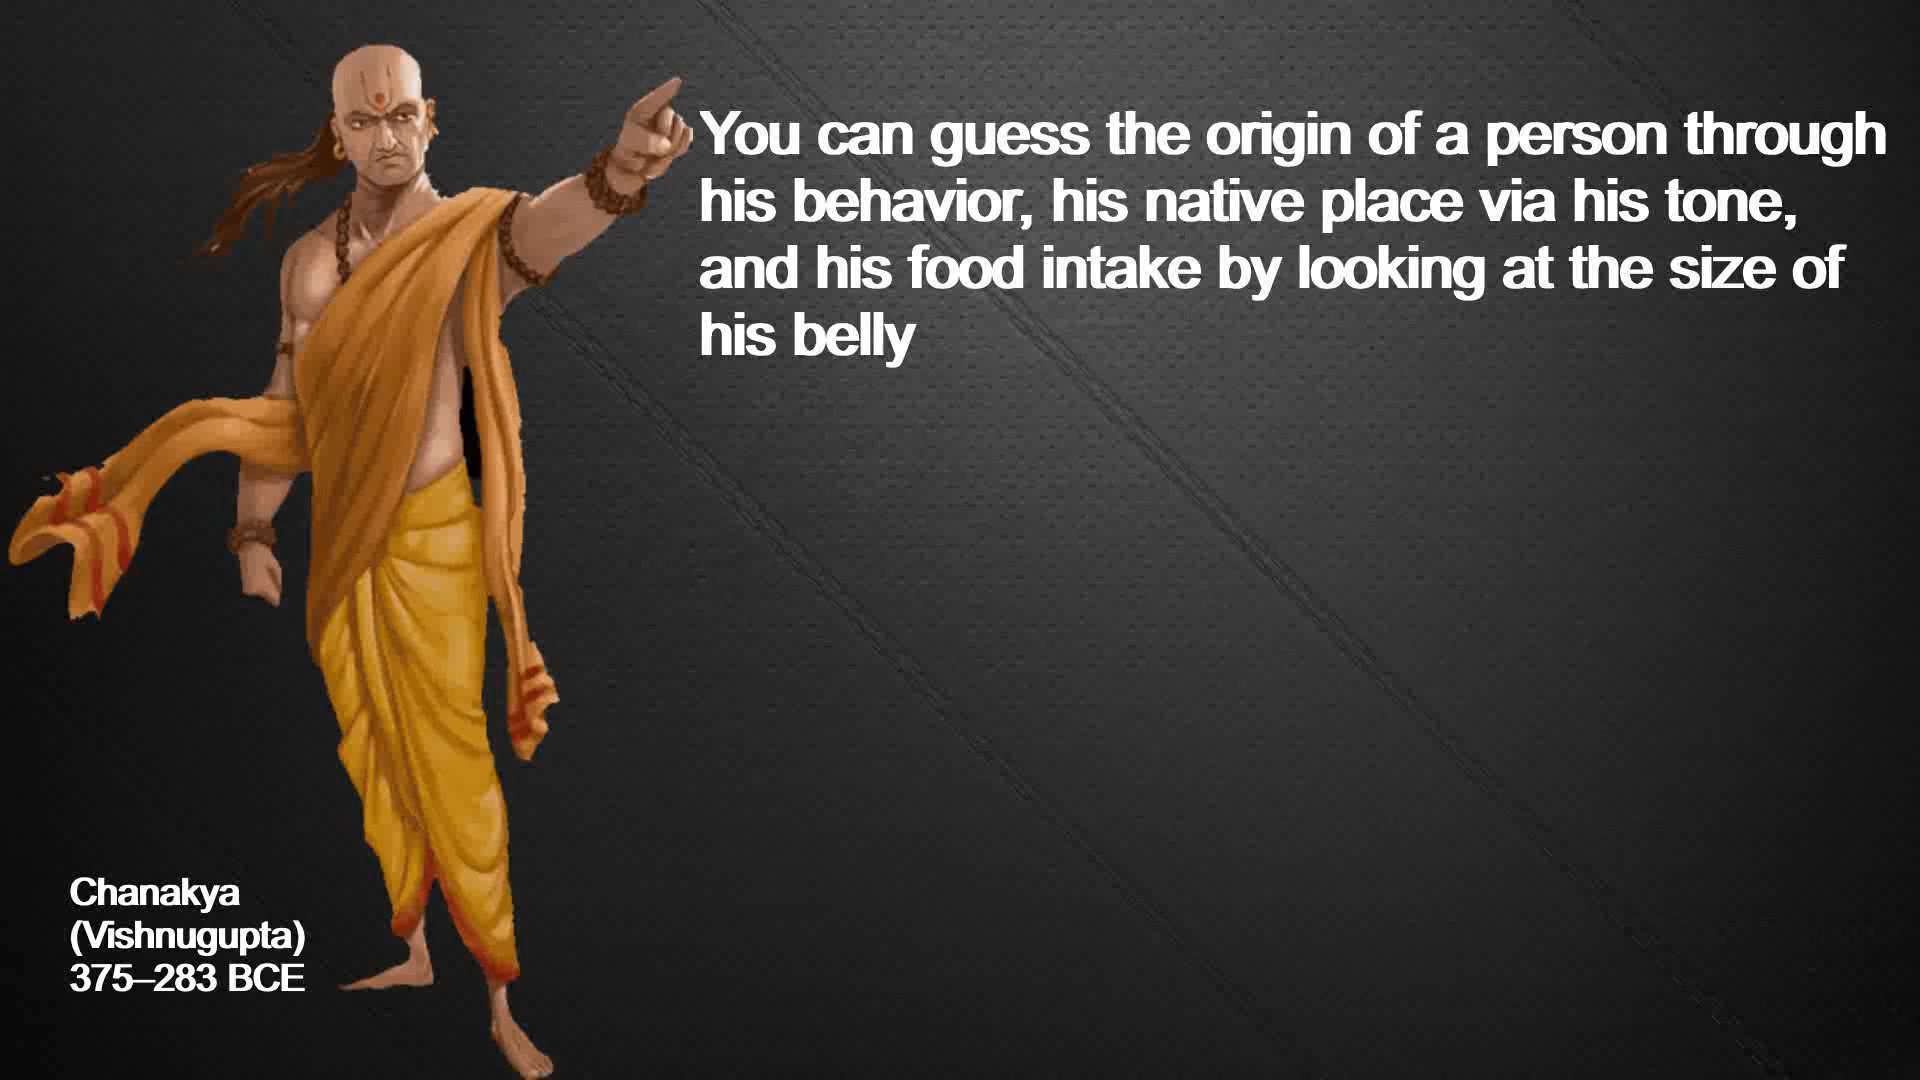 You can guess the origin of a person through
his behavior, his native place via his tone,
and his food intake by looking at the size of
his belly
Chanakya
(Vishnugupta)
375–283 BCE